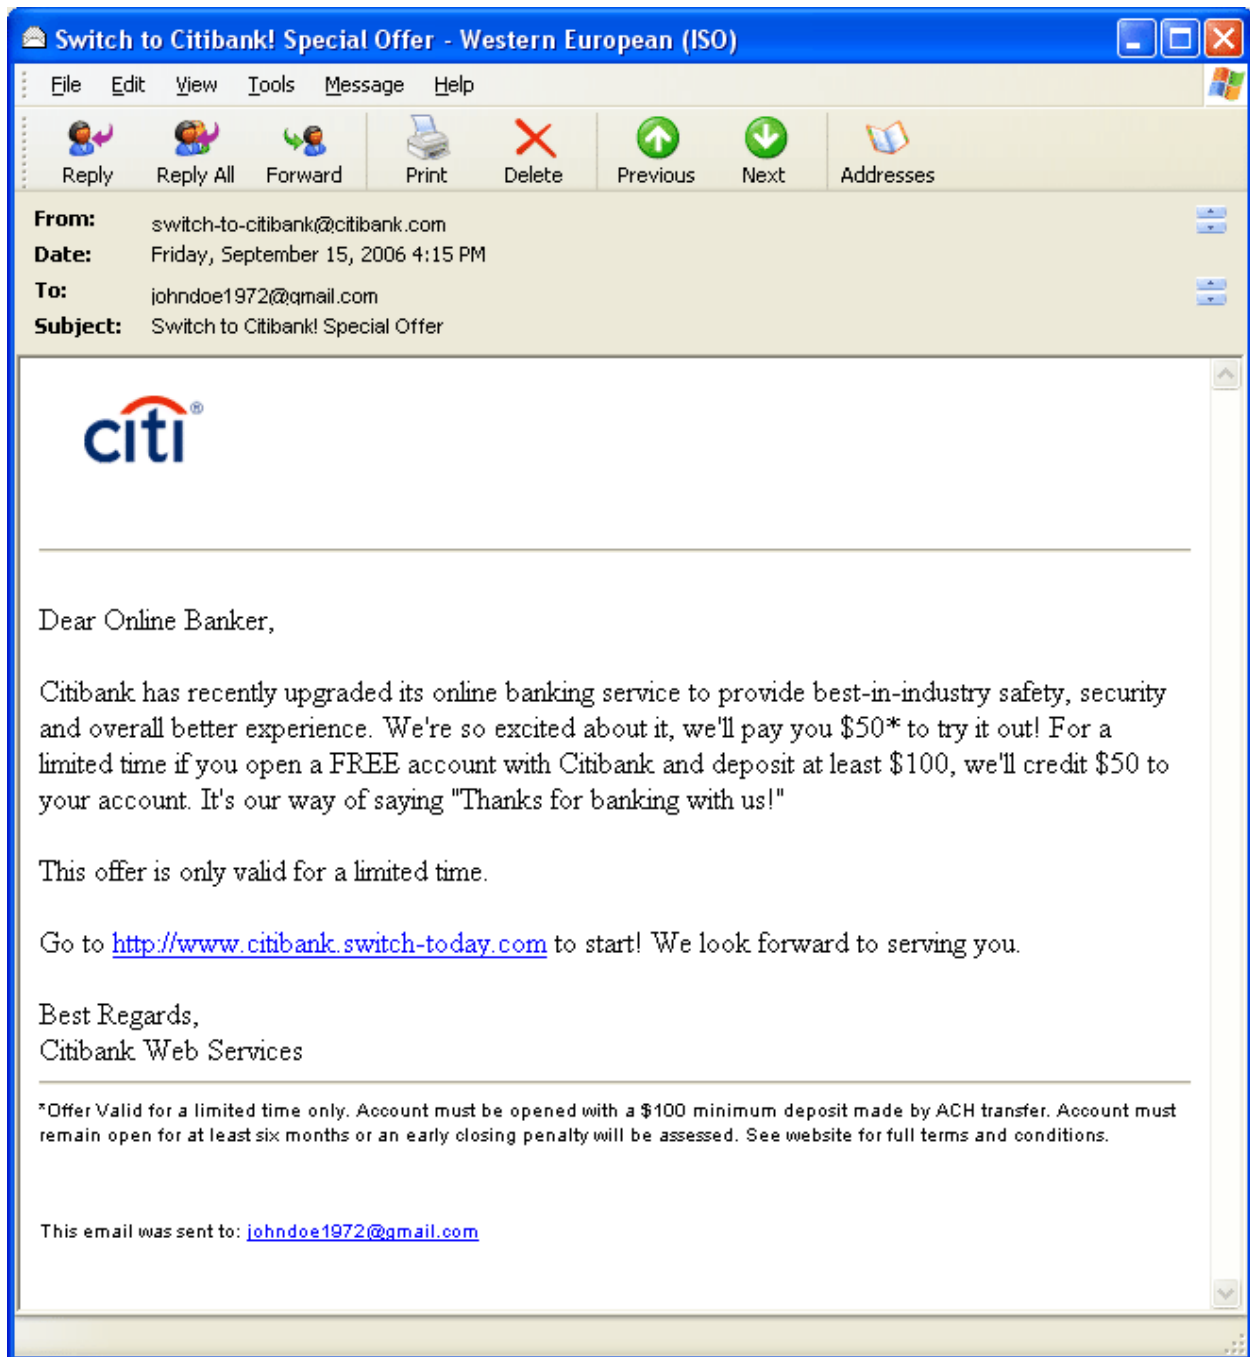 Switch to Citibank! Special Offer - Western European (ISO)
File Edit View Tools Message Help
Reply Reply All Forward Print Delete Previous Next Addresses
From: switch-to-citibank@citibank.com
Date: Friday, September 15, 2006 4:15 PM
To: johndoe1972@gmail.com
Subject: Switch to Citibank! Special Offer
citi®
Dear Online Banker,
Citibank has recently upgraded its online banking service to provide best-in-industry safety, security
and overall better experience. We're so excited about it, we'll pay you $50* to try it out! For a
limited time if you open a FREE account with Citibank and deposit at least $100, we'll credit $50 to
your account. It's our way of saying "Thanks for banking with us!"
This offer is only valid for a limited time.
Go to http://www.citibank.switch-today.com to start! We look forward to serving you.
Best Regards,
Citibank Web Services
*Offer Valid for a limited time only. Account must be opened with a $100 minimum deposit made by ACH transfer. Account must
remain open for at least six months or an early closing penalty will be assessed. See website for full terms and conditions.
This email was sent to: johndoe1972@gmail.com